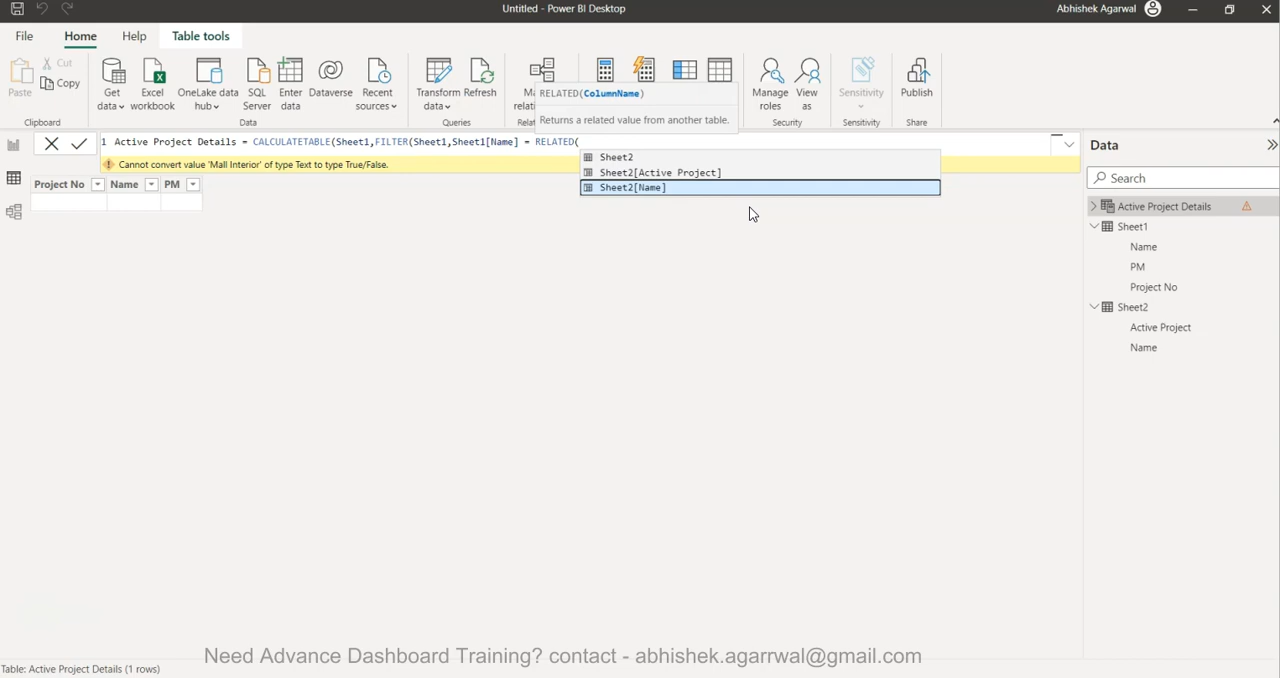 Untitled - Power BI Desktop
Abhishek Agarwal
File
Home
Help
Table tools
Paste
Cut
Copy
Get data
Excel workbook
OneLake data hub
SQL Server
Enter data
Dataverse
Recent sources
Transform data
Refresh
Manage roles
View as
Sensitivity
Publish
Clipboard
Data
Queries
Security
Sensitivity
Share
RELATED(ColumnName)
Returns a related value from another table.
1 Active Project Details = CALCULATETABLE(Sheet1,FILTER(Sheet1,Sheet1[Name] = RELATED(
Cannot convert value 'Mall Interior' of type Text to type True/False.
Sheet2
Sheet2[Active Project]
Sheet2[Name]
Project No
Name
PM
Data
Search
Active Project Details
Sheet1
Name
PM
Project No
Sheet2
Active Project
Name
Need Advance Dashboard Training? contact - abhishek.agarrwal@gmail.com
Table: Active Project Details (1 rows)